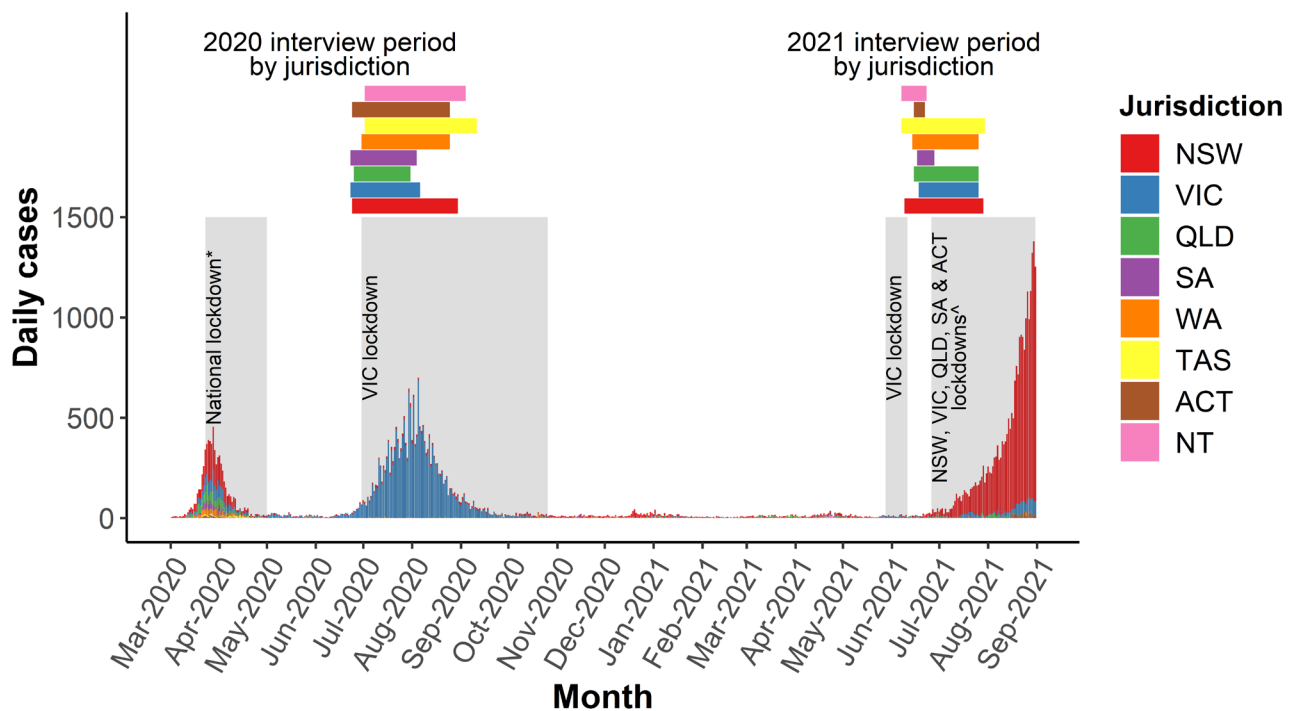 2020 interview period
by jurisdiction
2021 interview period
by jurisdiction
Jurisdiction
NSW
VIC
QLD
SA
WA
TAS
ACT
NT
Daily cases
1500
1000
500
0
National lockdown*
VIC lockdown
VIC lockdown
NSW, VIC, QLD, SA & ACT
lockdowns^
Mar-2020
Apr-2020
May-2020
Jun-2020
Jul-2020
Aug-2020
Sep-2020
Oct-2020
Nov-2020
Dec-2020
Jan-2021
Feb-2021
Mar-2021
Apr-2021
May-2021
Jun-2021
Jul-2021
Aug-2021
Sep-2021
Month